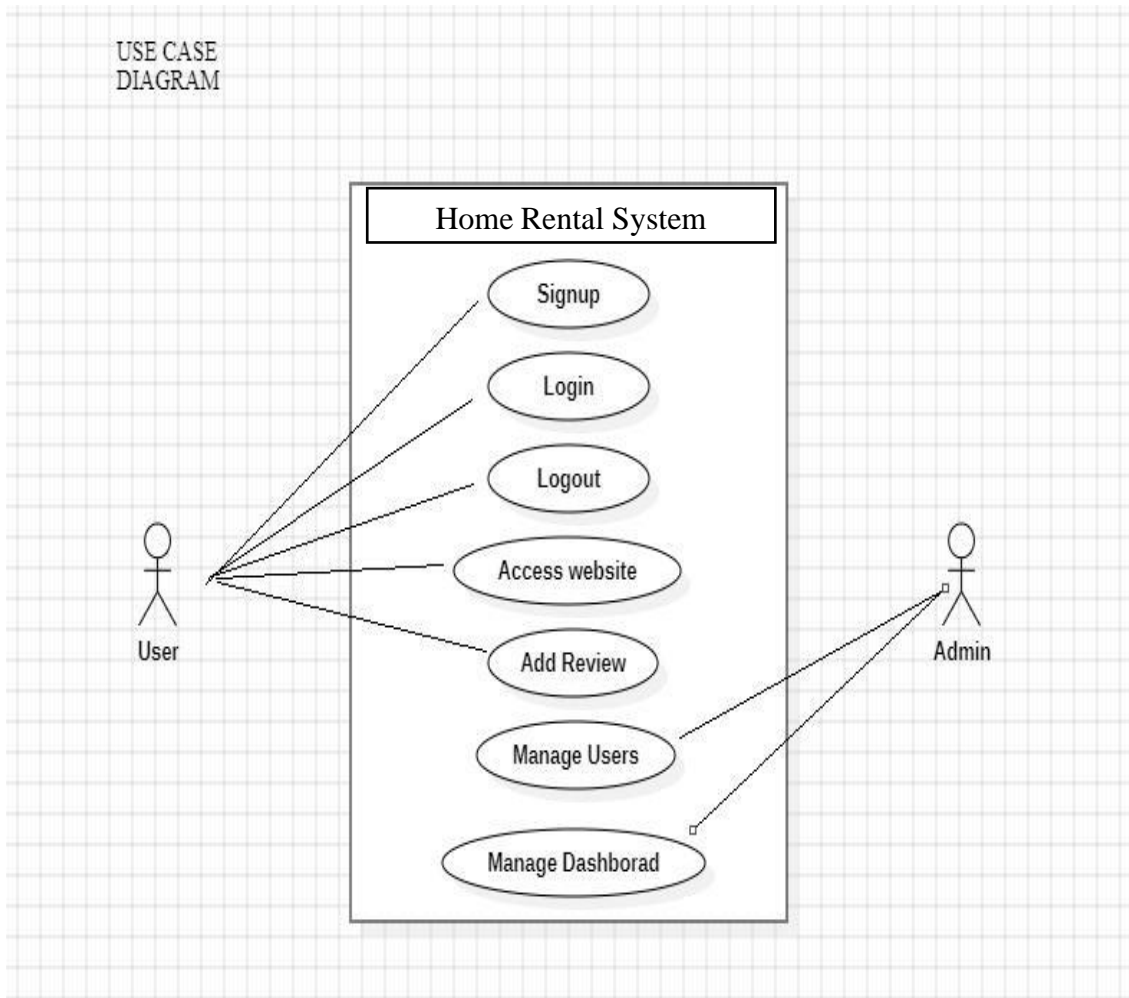 USE CASE
DIAGRAM
Home Rental System
Signup
Login
Logout
Access website
Add Review
User
Admin
Manage Users
Manage Dashborad